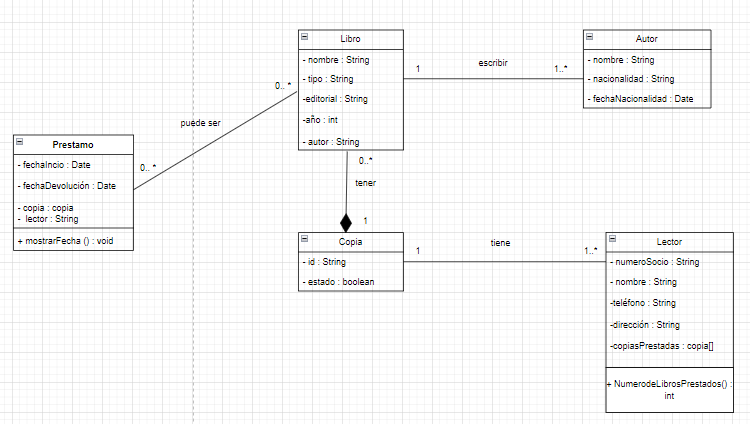 Libro
- nombre : String
- tipo : String
-editorial : String
-año : int
- autor : String
1
escribir
1..*
Autor
- nombre : String
- nacionalidad : String
- fechaNacionalidad : Date
0.. *
puede ser
0.. *
Prestamo
- fechaIncio : Date
- fechaDevolución : Date
- copia : copia
- lector : String
+ mostrarFecha () : void
0..*
tener
1
Copia
- id : String
- estado : boolean
1
tiene
1..*
Lector
- numeroSocio : String
- nombre : String
-teléfono : String
-dirección : String
-copiasPrestadas : copia[]
+ NumerodeLibrosPrestados() :
int